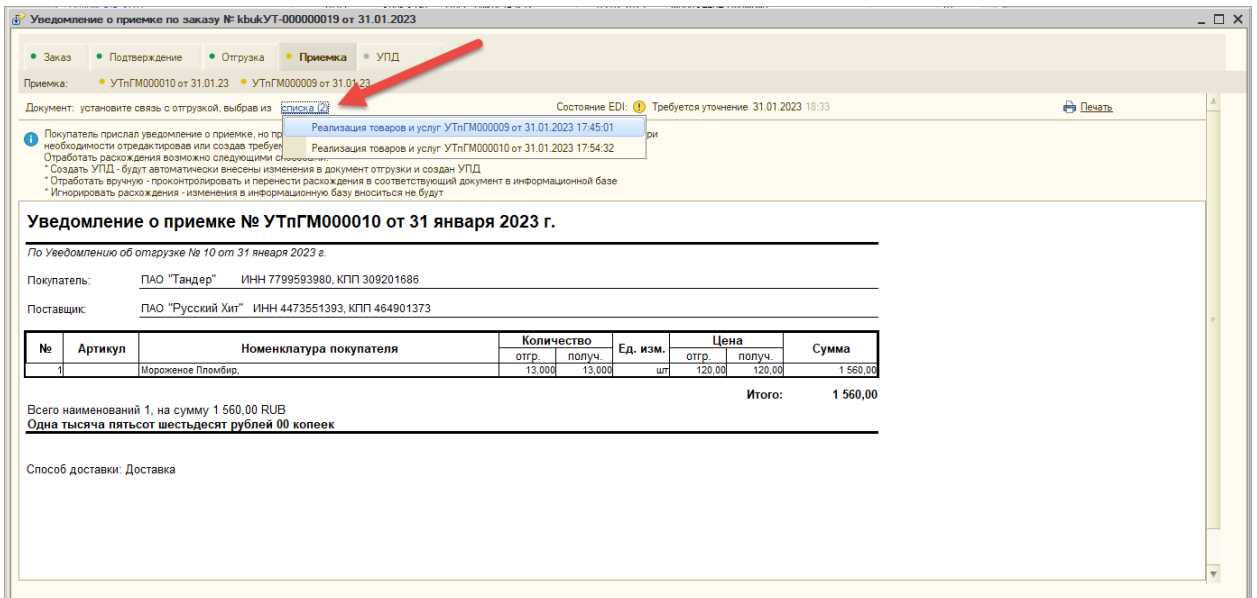 Уведомление о приемке по заказу № kbukУТ-000000019 от 31.01.2023
Заказ Подтверждение Отгрузка Приемка УПД
Приемка: УТпГМ000010 от 31.01.23 УТпГМ000009 от 31.01.23
Документ: установите связь с отгрузкой, выбрав из списка (2) Состояние EDI: Требуется уточнение 31.01.2023 18:33 Печать
Реализация товаров и услуг УТпГМ000009 от 31.01.2023 17:45:01
Реализация товаров и услуг УТпГМ000010 от 31.01.2023 17:54:32
Покупатель прислал уведомление о приемке, но
необходимости отредактировав или создав
Отработать расхождения возможно следующими
* Создать УПД - будут автоматически внесены изменения в документ отгрузки и создан УПД
* Отработать вручную - проконтролировать и перенести расхождения в соответствующий документ в информационной базе
* Игнорировать расхождения - изменения в информационную базу вноситься не будут
Уведомление о приемке № УТпГМ000010 от 31 января 2023 г.
По Уведомлению об отгрузке № 10 от 31 января 2023 г.
Покупатель: ПАО "Тандер" ИНН 7799593980, КПП 309201686
Поставщик: ПАО "Русский Хит" ИНН 4473551393, КПП 464901373
№ Артикул Номенклатура покупателя Количество Ед. изм. Цена Сумма
отгр. получ. отгр. получ.
1 Мороженое Пломбир, 13,000 13,000 шт 120,00 120,00 1 560,00
Итого: 1 560,00
Всего наименований 1, на сумму 1 560,00 RUB
Одна тысяча пятьсот шестьдесят рублей 00 копеек
Способ доставки: Доставка